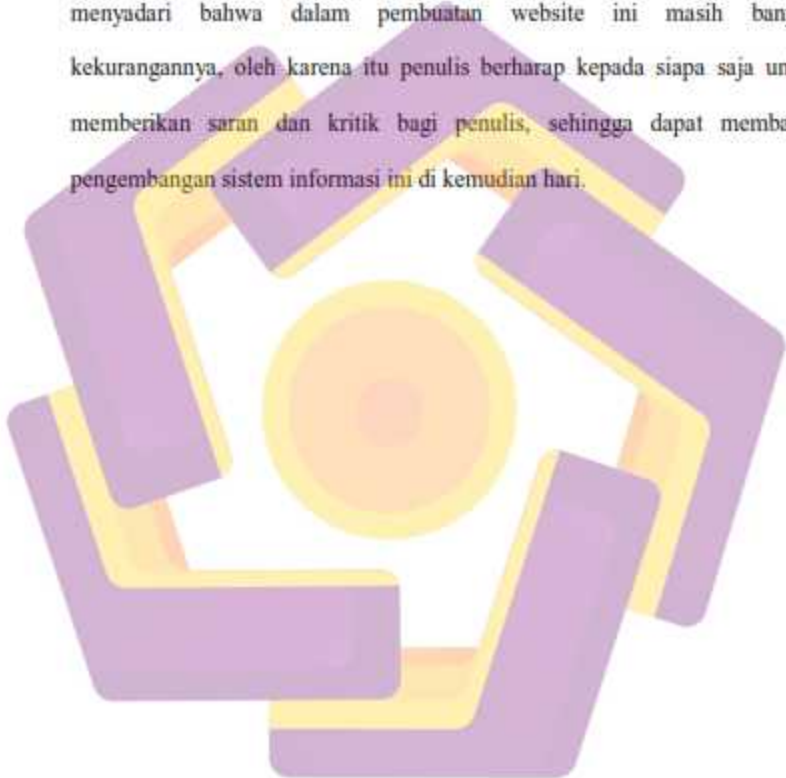 menyadari bahwa dalam pembuatan website ini masih
kekurangannya, oleh karena itu penulis berharap kepada siapa saja
memberikan saran dan kritik bagi penulis, sehingga dapat
pengembangan sistem informasi ini di kemudian hari.